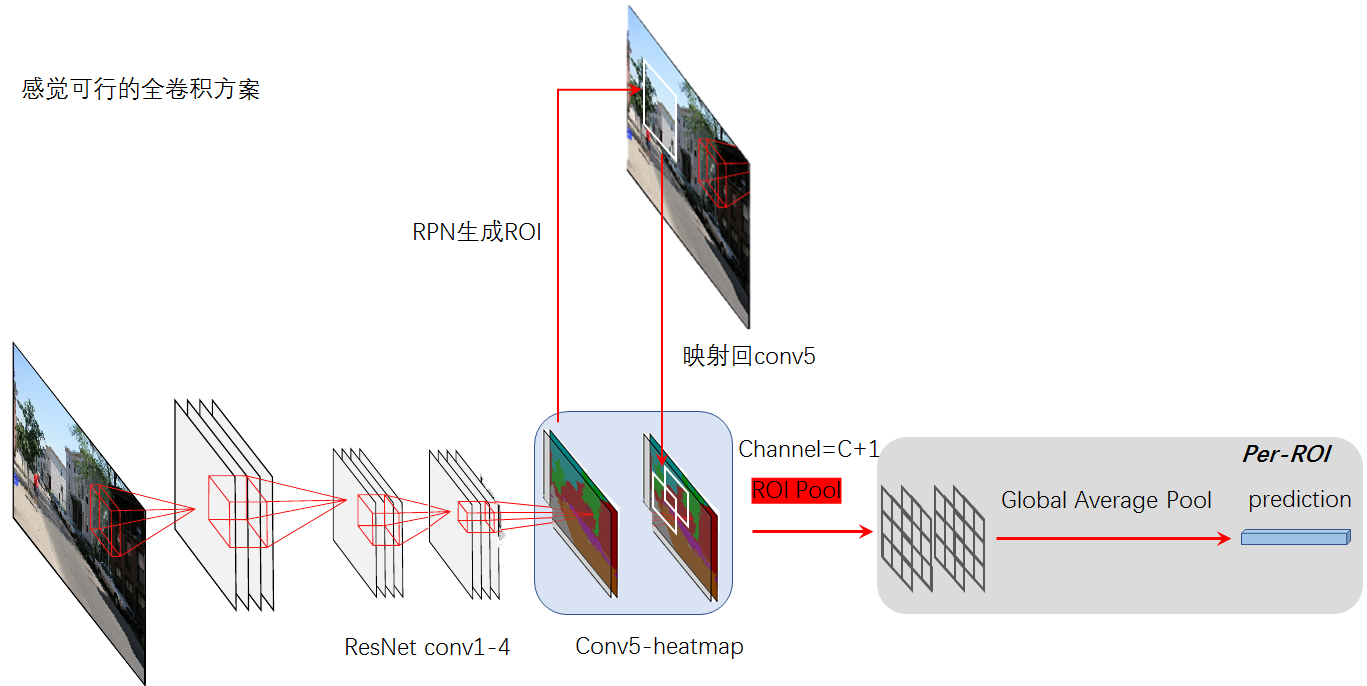 感觉可行的全卷积方案
RPN生成ROI
映射回conv5
Channel=C+1
ROI Pool
Per-ROI
Global Average Pool
prediction
ResNet conv1-4
Conv5-heatmap